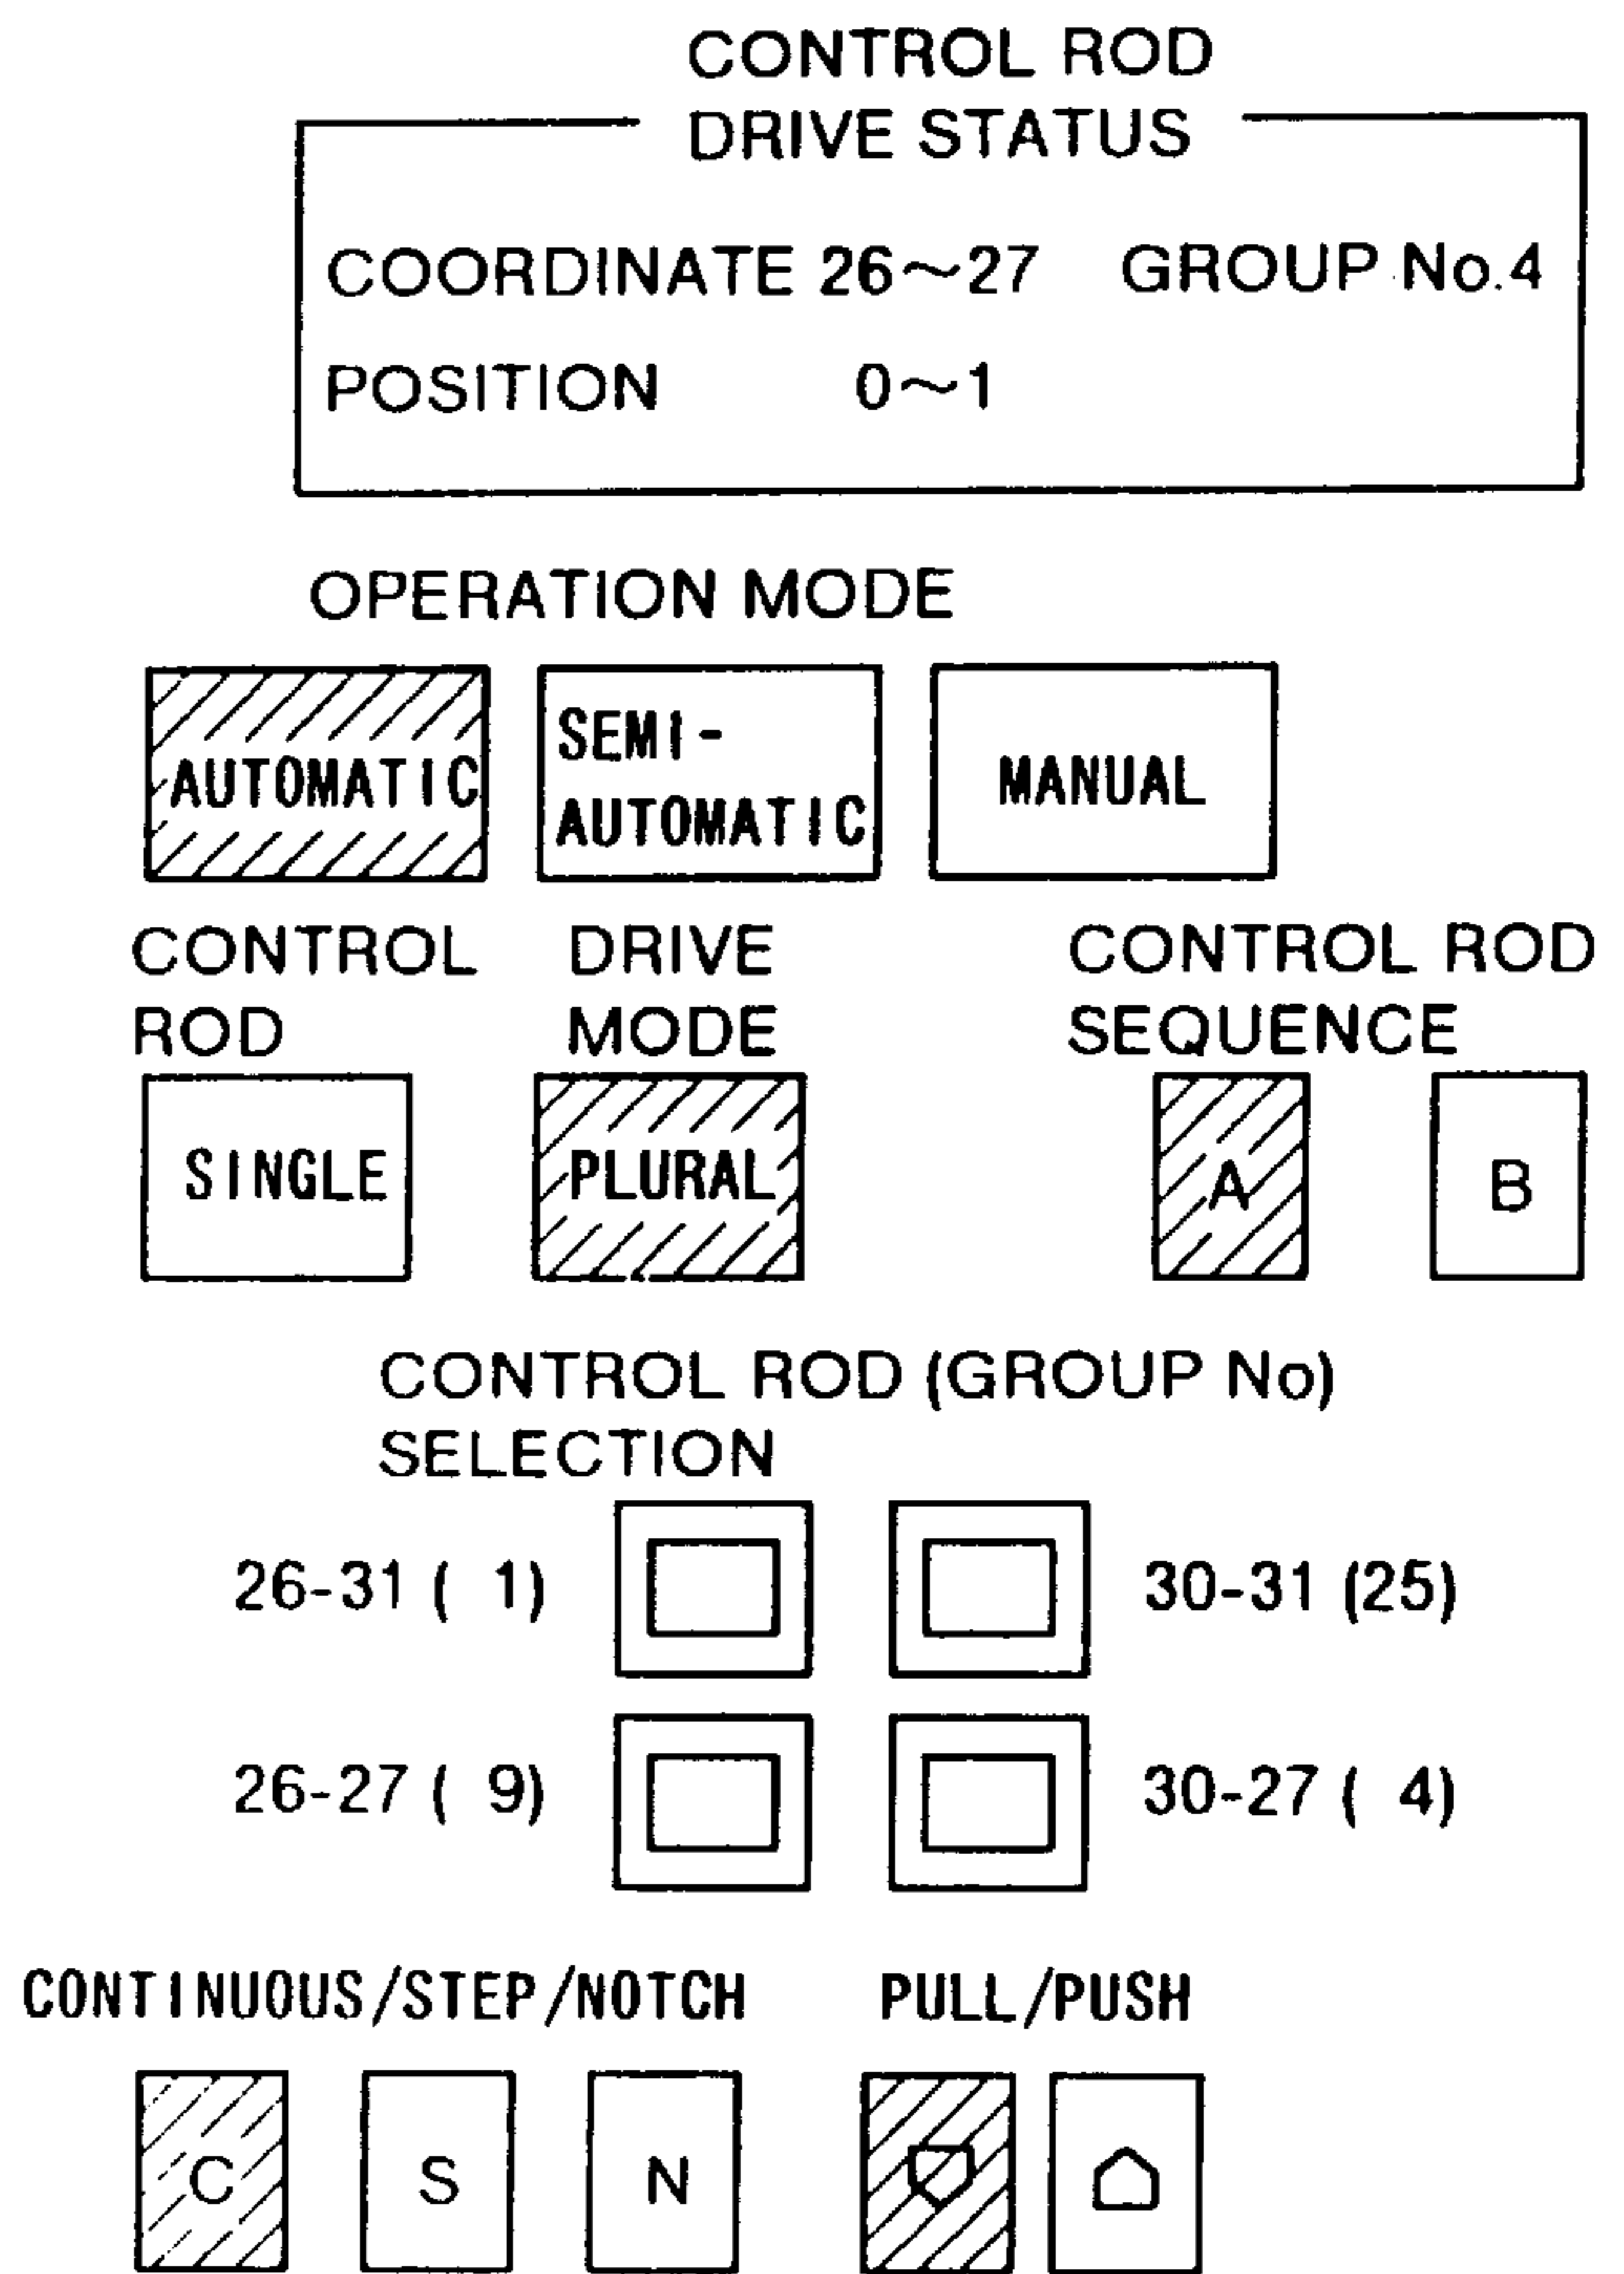 CONTROL ROD
DRIVE STATUS
COORDINATE 26~27 GROUP No.4
POSITION 0~1
OPERATION MODE
AUTOMATIC
SEMI-
AUTOMATIC
MANUAL
CONTROL DRIVE CONTROL ROD
ROD MODE SEQUENCE
SINGLE PLURAL A B
CONTROL ROD (GROUP No)
SELECTION
26-31 ( 1) 30-31 (25)
26-27 ( 9) 30-27 ( 4)
CONTINUOUS/STEP/NOTCH PULL/PUSH
C S N